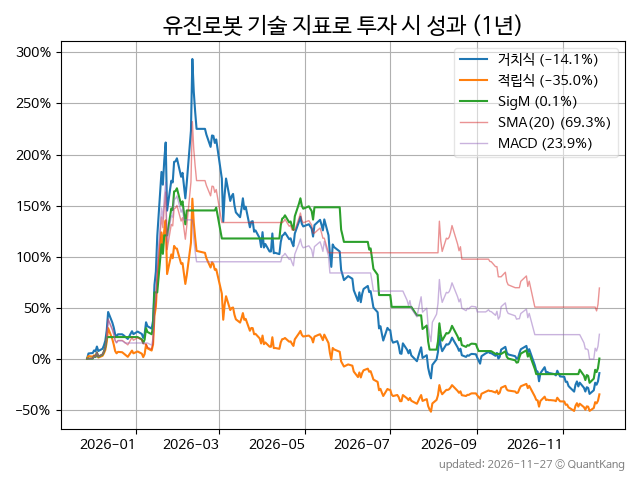 유진로봇 기술 지표로 투자 시 성과 (1년)
300%
250%
200%
150%
100%
50%
0%
−50%
거치식 (−14.1%)
적립식 (−35.0%)
SigM (0.1%)
SMA(20) (69.3%)
MACD (23.9%)
2026-01
2026-03
2026-05
2026-07
2026-09
2026-11
updated: 2026-11-27 © QuantKang